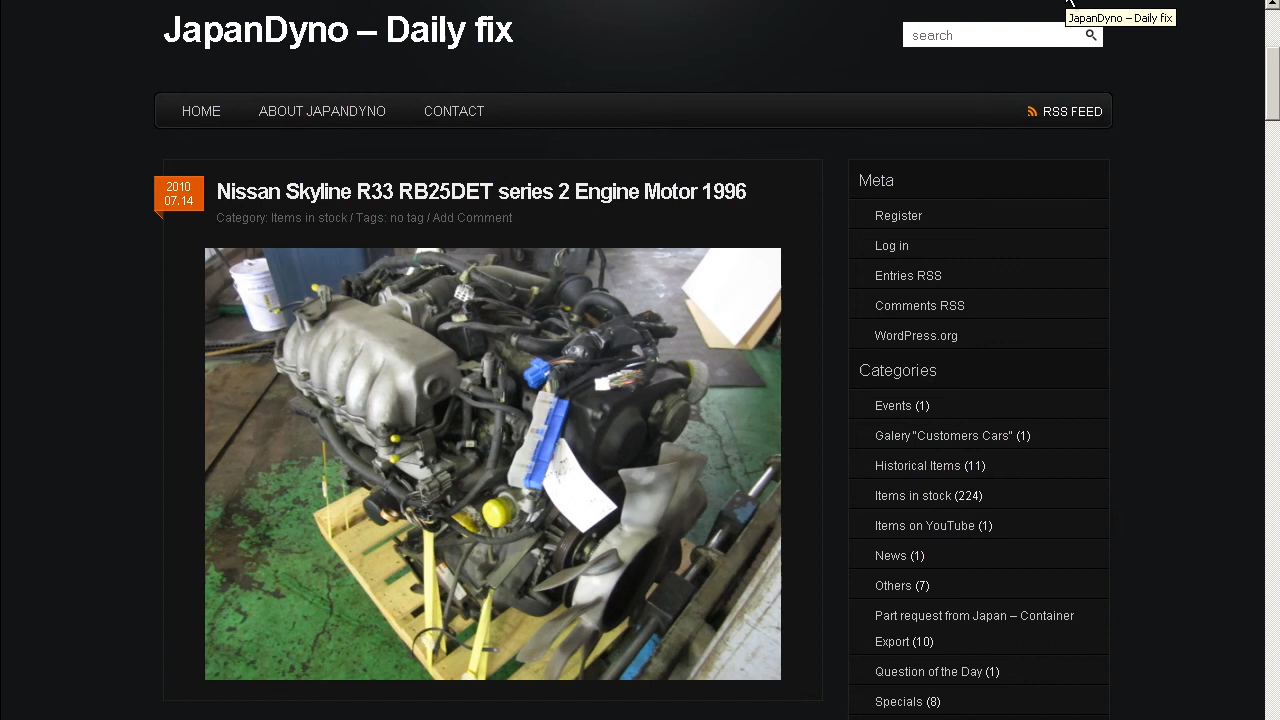 JapanDyno – Daily fix
JapanDyno – Daily fix
search
HOME
ABOUT JAPANDYNO
CONTACT
RSS FEED
2010
07.14
Nissan Skyline R33 RB25DET series 2 Engine Motor 1996
Category: Items in stock / Tags: no tag / Add Comment
Meta
Register
Log in
Entries RSS
Comments RSS
WordPress.org
Categories
Events (1)
Galery "Customers Cars" (1)
Historical Items (11)
Items in stock (224)
Items on YouTube (1)
News (1)
Others (7)
Part request from Japan – Container
Export (10)
Question of the Day (1)
Specials (8)